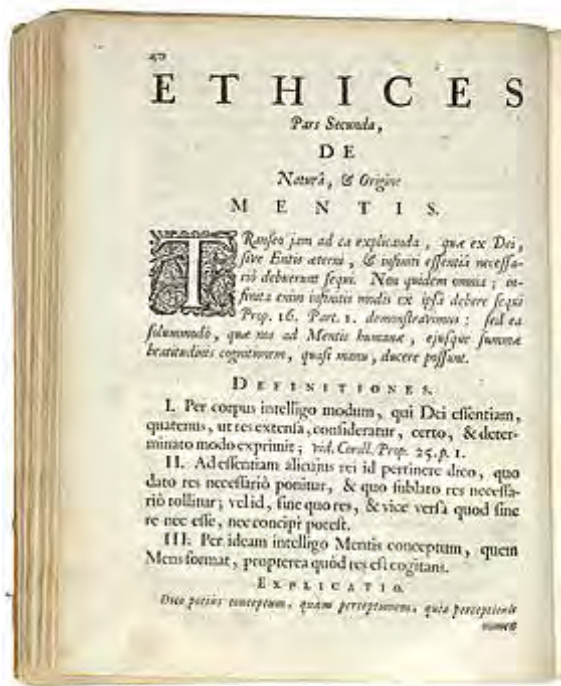 40
ETHICES
Pars Secunda,
DE
Naturâ, & Origine
MENTIS.
TRanseo jam ad ea explicanda, quæ ex Dei,
sive Entis æterni, & infiniti essentiâ necessa-
riò debuerunt sequi. Non quidem omnia; in-
finita enim infinitis modis ex ipsâ debere sequi
Prop. 16. Part. 1. demonstravimus: sed ea
solummodò, quæ nos ad Mentis humanæ, ejusque summæ
beatitudinis cognitionem, quasi manu, ducere possunt.
DEFINITIONES.
I. Per corpus intelligo modum, qui Dei essentiam,
quatenus, ut res extensa, consideratur, certo, & deter-
minato modo exprimit; vid. Coroll. Prop. 25. p. 1.
II. Ad essentiam alicujus rei id pertinere dico, quo
dato res necessariò ponitur, & quo sublato res necessa-
riò tollitur; vel id, sine quo res, & vice versâ quod sine
re nec esse, nec concipi potest.
III. Per ideam intelligo Mentis conceptum, quem
Mens format, propterea quòd res est cogitans.
EXPLICATIO.
Dico potiùs conceptum, quàm perceptionem, quia perceptionis
nomen